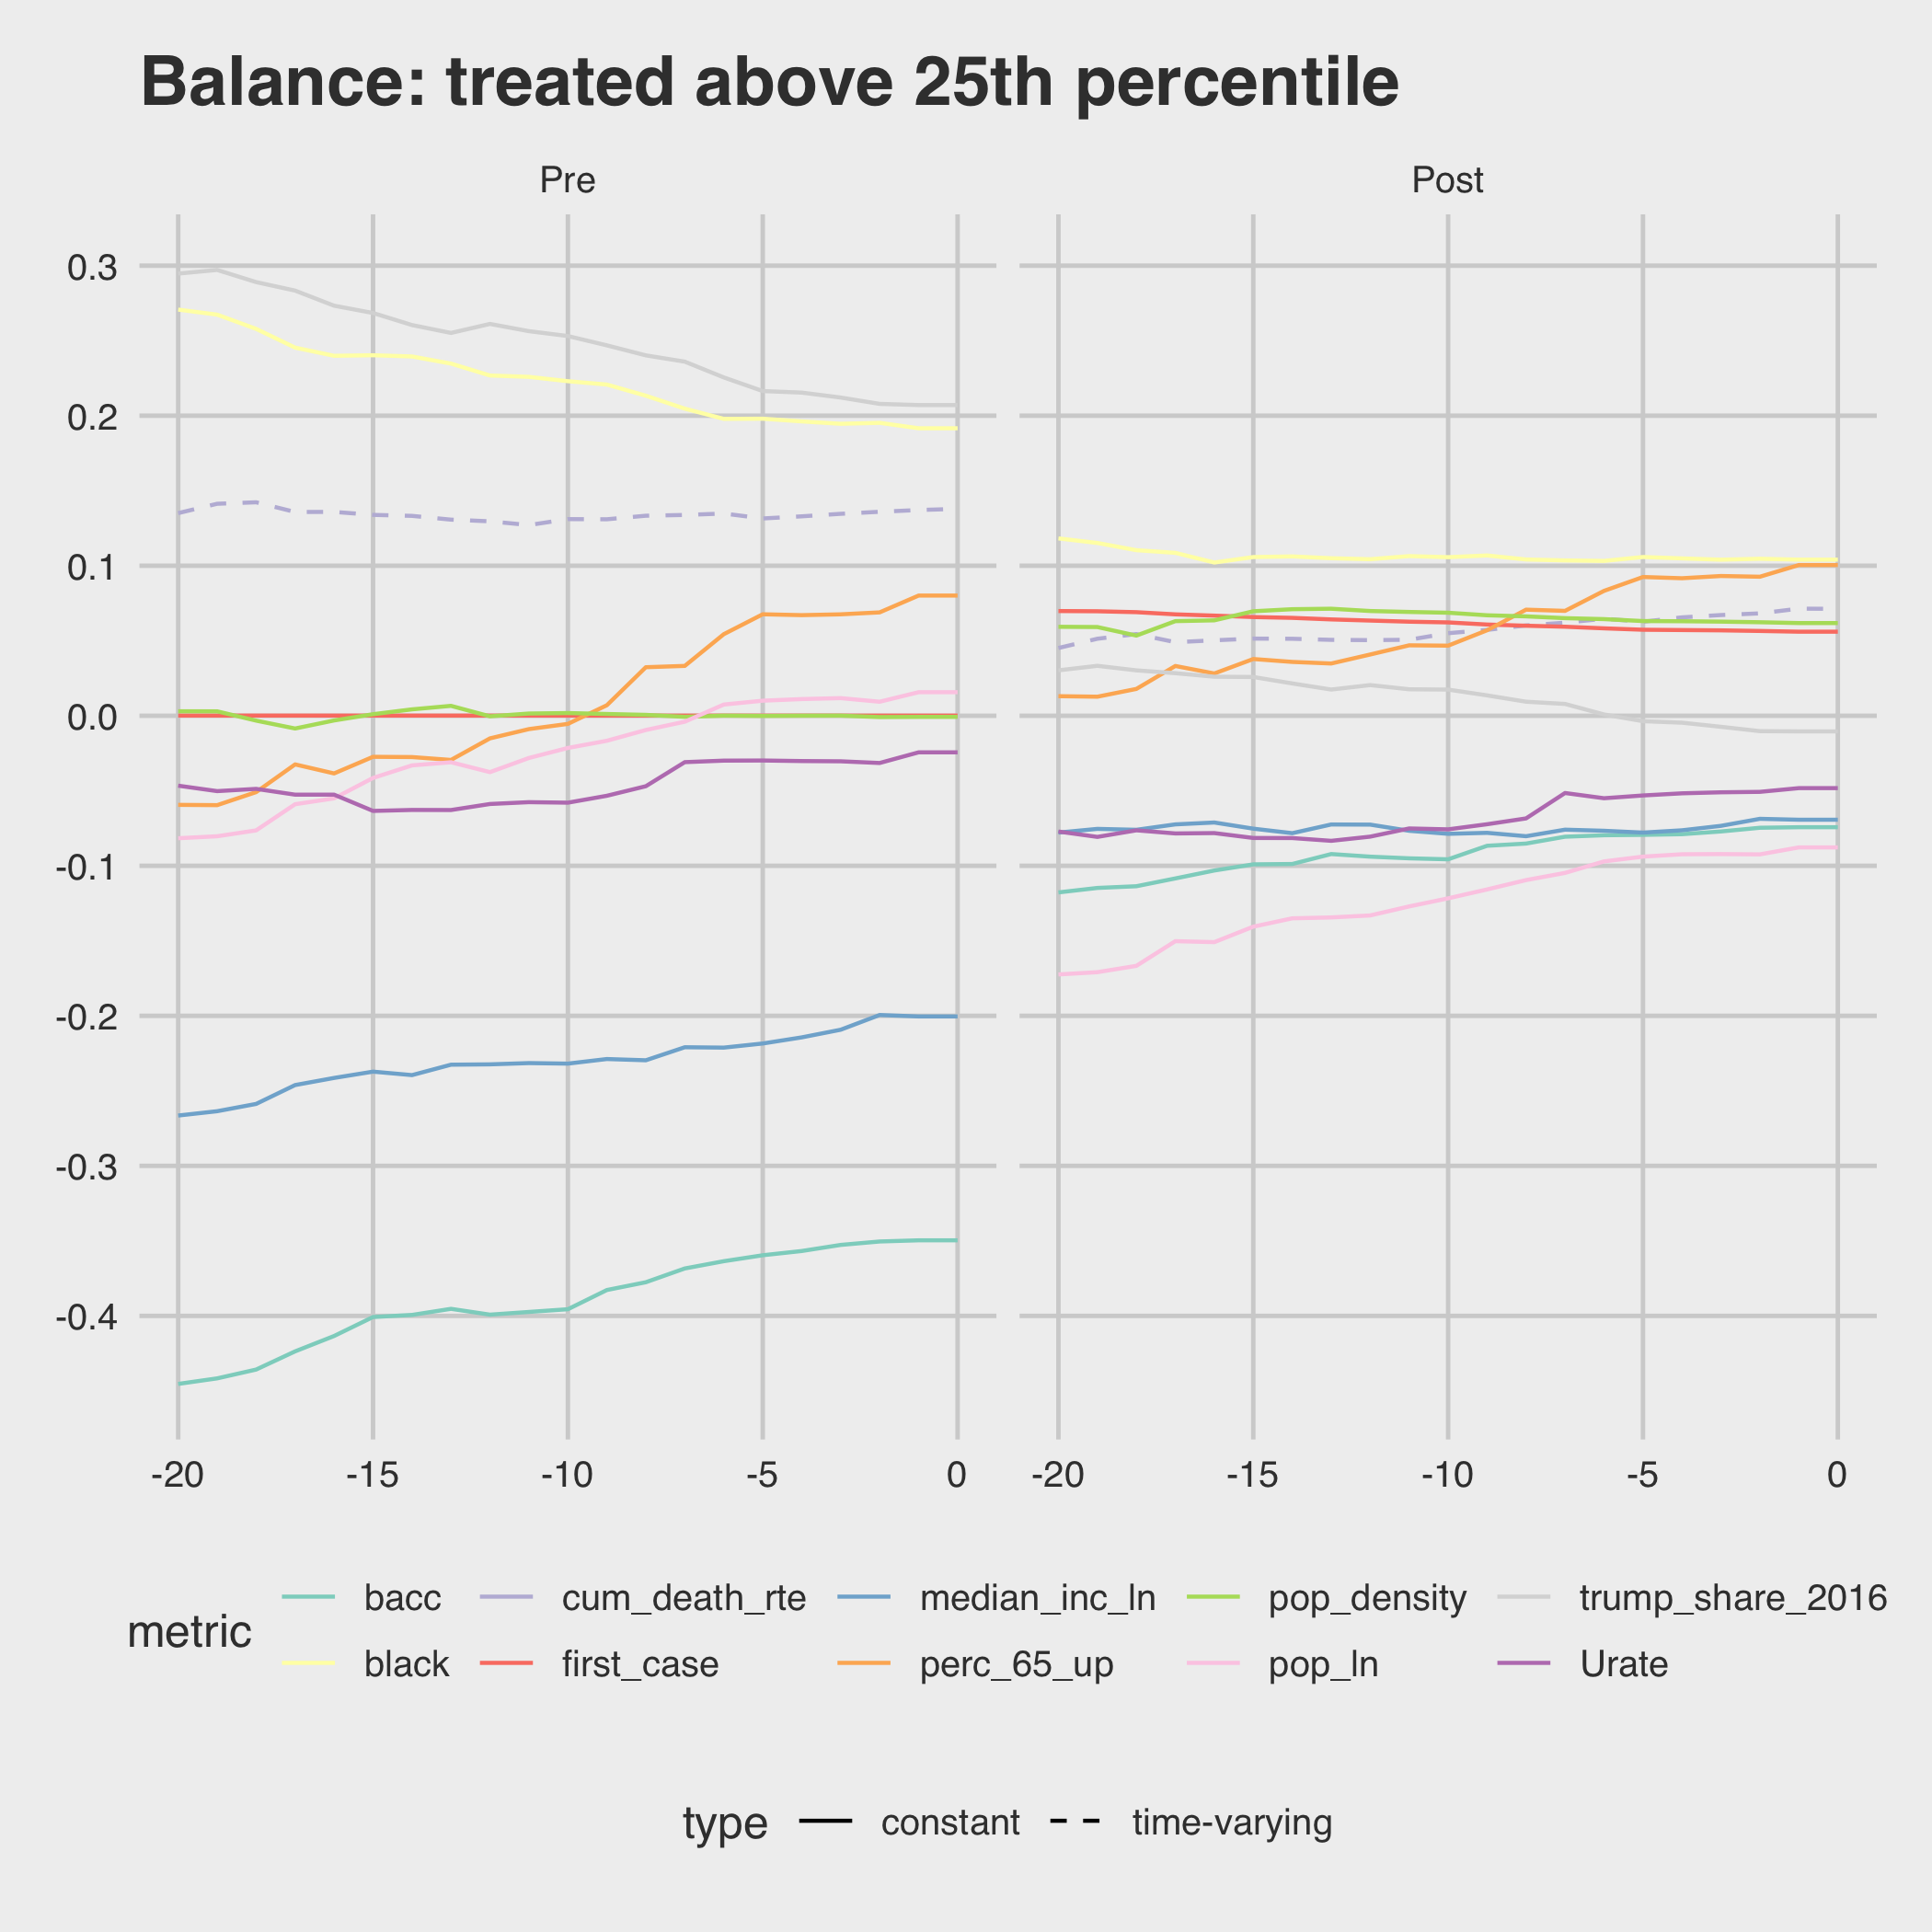 Balance: treated above 25th percentile
Pre Post
0.3
0.2
0.1
0.0
-0.1
-0.2
-0.3
-0.4
-20 -15 -10 -5 0 -20 -15 -10 -5 0
metric
bacc cum_death_rte median_inc_ln pop_density trump_share_2016
black first_case perc_65_up pop_ln Urate
type constant time-varying